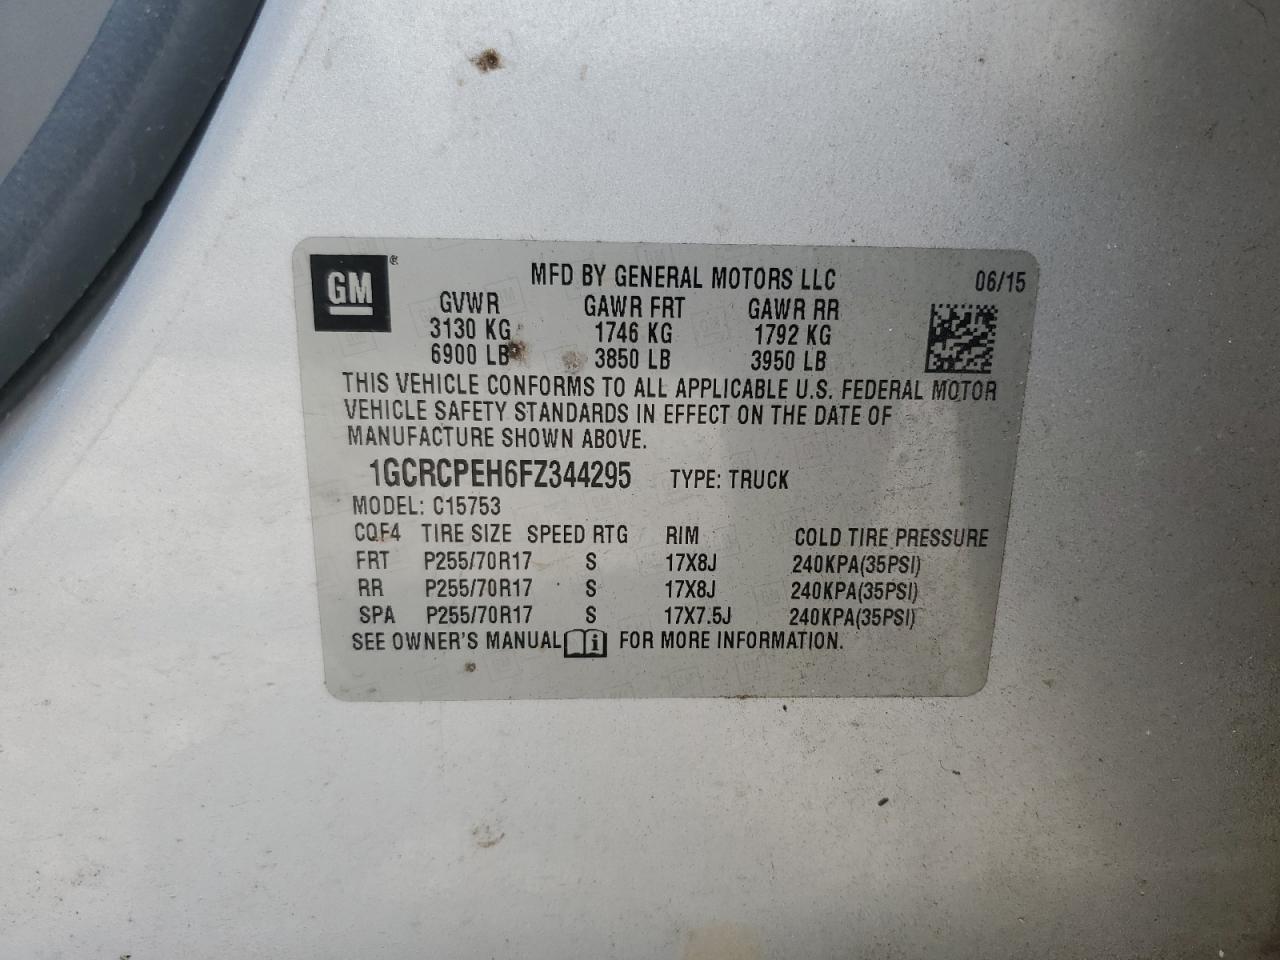 GM ® MFD BY GENERAL MOTORS LLC 06/15
GVWR GAWR FRT GAWR RR
3130 KG 1746 KG 1792 KG
6900 LB 3850 LB 3950 LB
THIS VEHICLE CONFORMS TO ALL APPLICABLE U.S. FEDERAL MOTOR
VEHICLE SAFETY STANDARDS IN EFFECT ON THE DATE OF
MANUFACTURE SHOWN ABOVE.
1GCRCPEH6FZ344295 TYPE: TRUCK
MODEL: C15753
CQF4 TIRE SIZE SPEED RTG RIM COLD TIRE PRESSURE
FRT P255/70R17 S 17X8J 240KPA(35PSI)
RR P255/70R17 S 17X8J 240KPA(35PSI)
SPA P255/70R17 S 17X7.5J 240KPA(35PSI)
SEE OWNER'S MANUAL i FOR MORE INFORMATION.